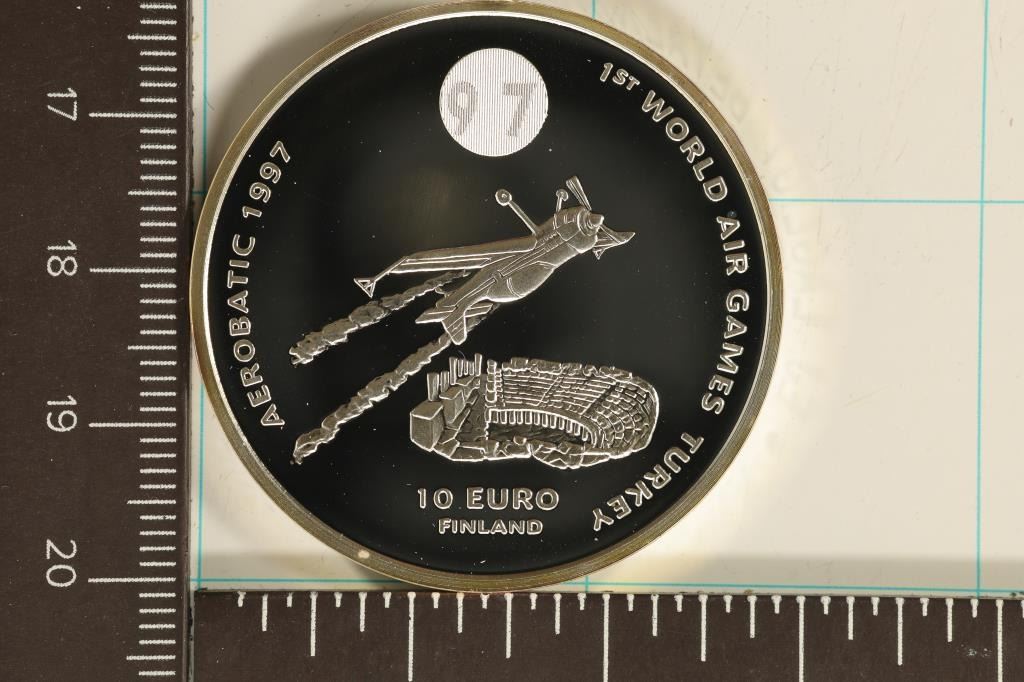 97
1ST WORLD AIR GAMES TURKEY
AEROBATIC 1997
10 EURO
FINLAND
17
18
19
20